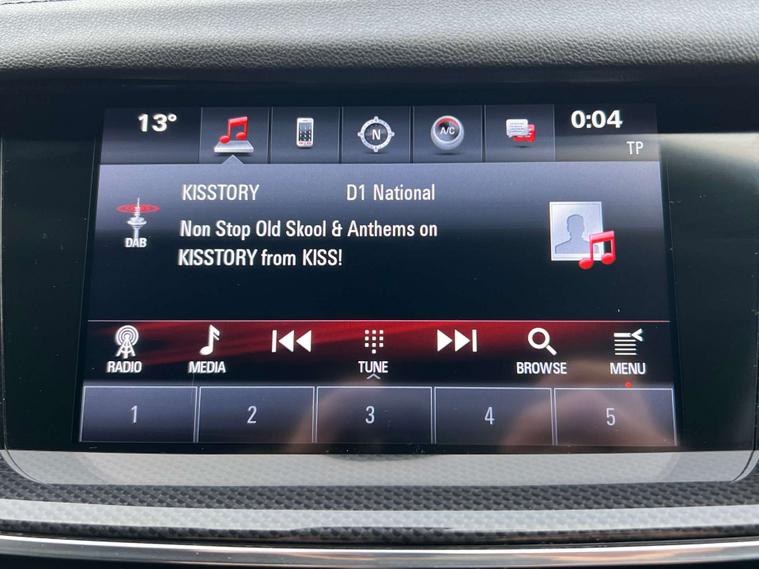 13°
N
A/C
0:04
TP
KISSTORY D1 National
DAB
Non Stop Old Skool & Anthems on
KISSTORY from KISS!
RADIO MEDIA TUNE BROWSE MENU
1 2 3 4 5